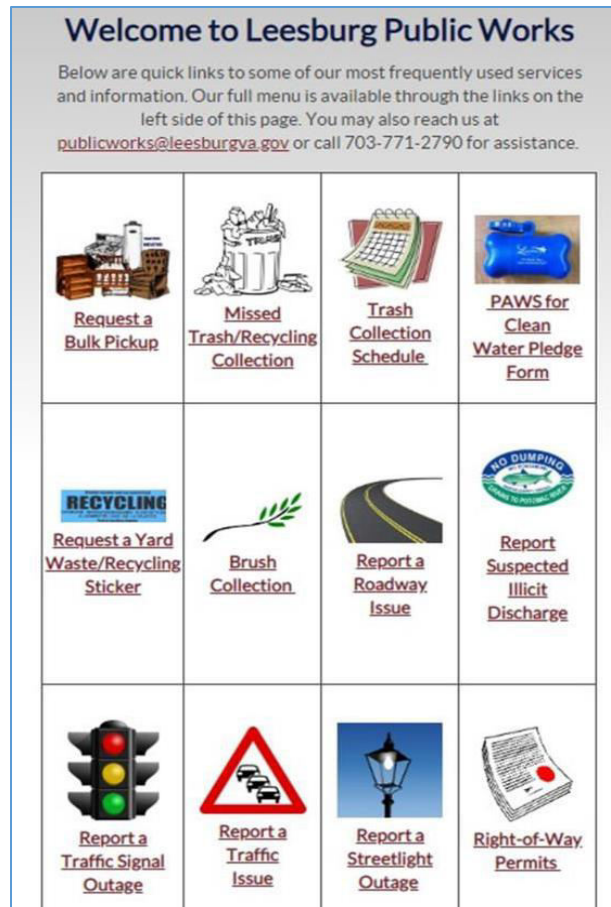 Welcome to Leesburg Public Works
Below are quick links to some of our most frequently used services
and information. Our full menu is available through the links on the
left side of this page. You may also reach us at
publicworks@leesburgva.gov or call 703-771-2790 for assistance.
Request a
Bulk Pickup
TRASH
Missed
Trash/Recycling
Collection
Trash
Collection
Schedule
PAWS for
Clean
Water Pledge
Form
RECYCLING
Request a Yard
Waste/Recycling
Sticker
Brush
Collection
Report a
Roadway
Issue
NO DUMPING
DRAINS TO POTOMAC RIVER
Report
Suspected
Illicit
Discharge
Report a
Traffic Signal
Outage
Report a
Traffic
Issue
Report a
Streetlight
Outage
Right-of-Way
Permits